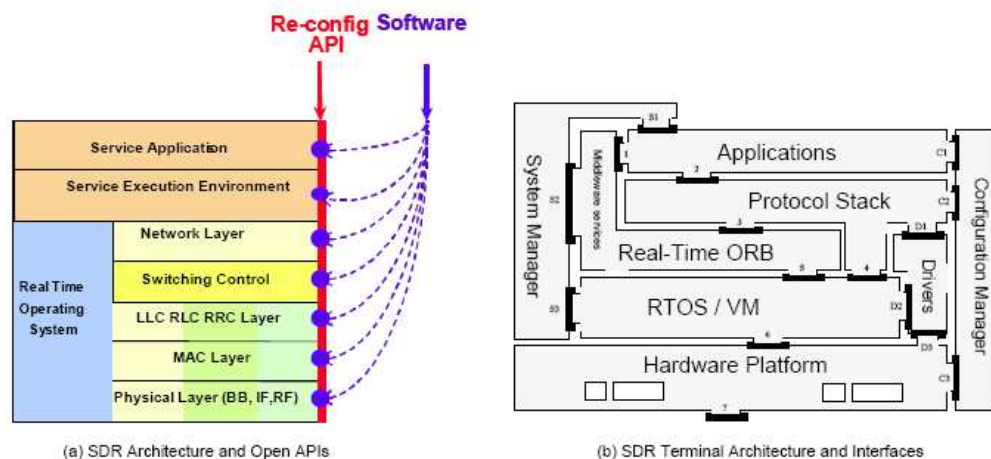 Re-config
API
Software
Service Application
Service Execution Environment
Network Layer
Switching Control
Real Time
Operating
System
LLC RLC RRC Layer
MAC Layer
Physical Layer (BB, IF,RF)
(a) SDR Architecture and Open APIs
S1
System Manager
S2
S3
Middleware services
1
Applications
C1
2
Protocol Stack
C2
3
D1
Real-Time ORB
Configuration Manager
5
4
Drivers
RTOS / VM
D2
6
D3
Hardware Platform
C3
7
(b) SDR Terminal Architecture and Interfaces